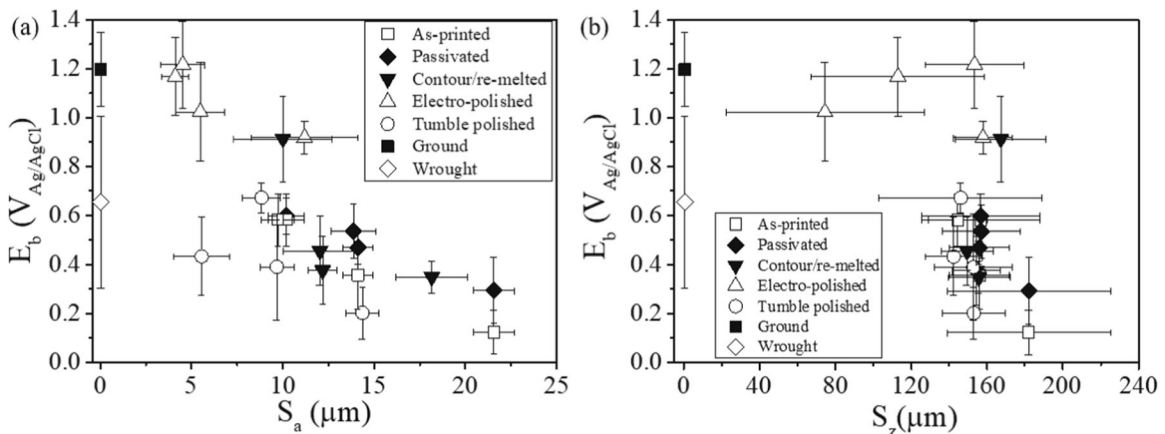 (a)
1.4
1.2
1.0
0.8
0.6
0.4
0.2
0.0
E_b (V_Ag/AgCl)
As-printed
Passivated
Contour/re-melted
Electro-polished
Tumble polished
Ground
Wrought
0 5 10 15 20 25
S_a (μm)
(b)
1.4
1.2
1.0
0.8
0.6
0.4
0.2
0.0
E_b (V_Ag/AgCl)
As-printed
Passivated
Contour/re-melted
Electro-polished
Tumble polished
Ground
Wrought
0 40 80 120 160 200 240
S_z(μm)